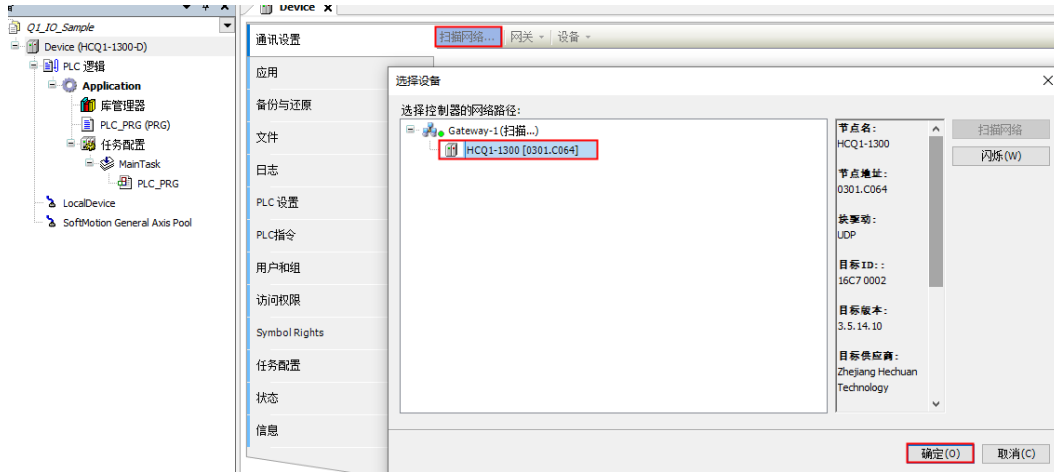 Device
Q1_IO_Sample
Device (HCQ1-1300-D)
PLC 逻辑
Application
库管理器
PLC_PRG (PRG)
任务配置
MainTask
PLC_PRG
LocalDevice
SoftMotion General Axis Pool
通讯设置
应用
备份与还原
文件
日志
PLC 设置
PLC指令
用户和组
访问权限
Symbol Rights
任务配置
状态
信息
扫描网络... 网关 设备
选择设备
选择控制器的网络路径:
Gateway-1(扫描...)
HCQ1-1300 [0301.C064]
节点名:
HCQ1-1300
节点地址:
0301.C064
块驱动:
UDP
目标ID::
16C7 0002
目标版本:
3.5.14.10
目标供应商:
Zhejiang Hechuan
Technology
扫描网络
闪烁(W)
确定(O) 取消(C)